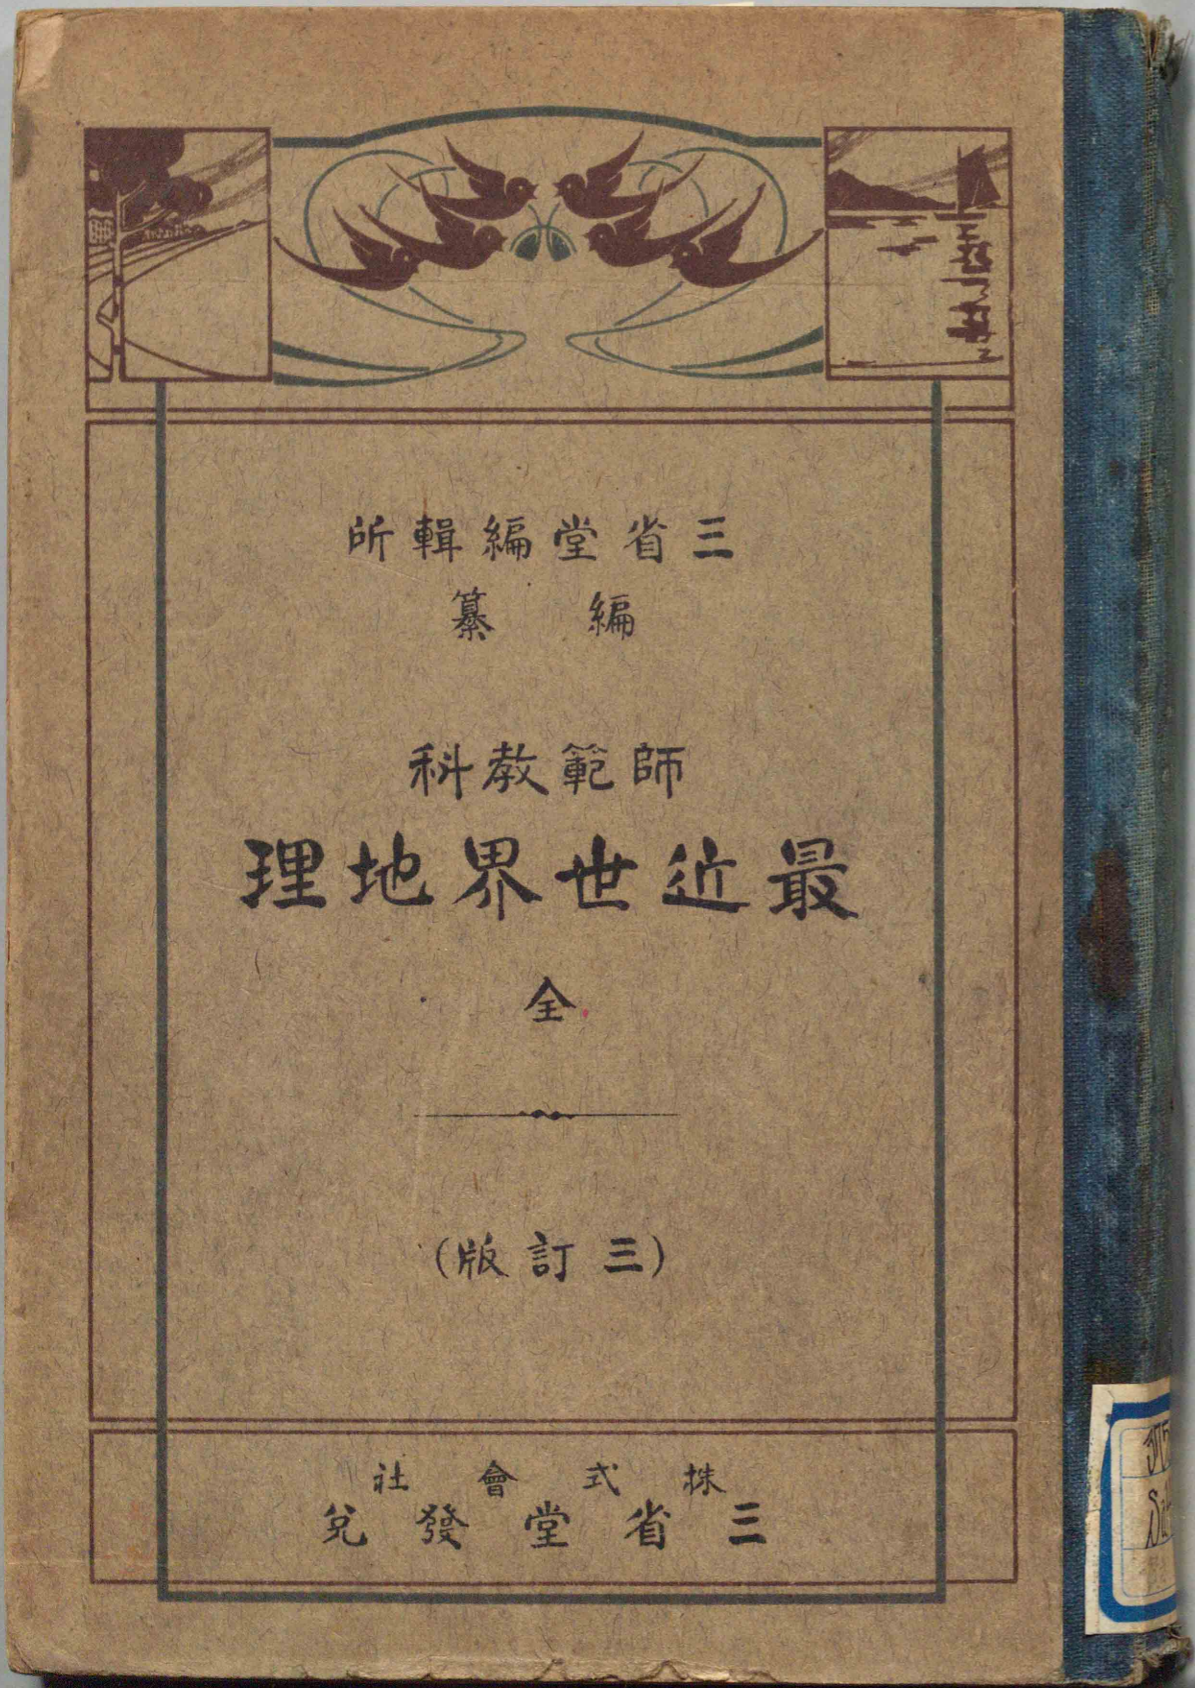 三省堂編輯所
編纂
師範教科
最近世界地理
全
(三訂版)
株式會社
三省堂發兌